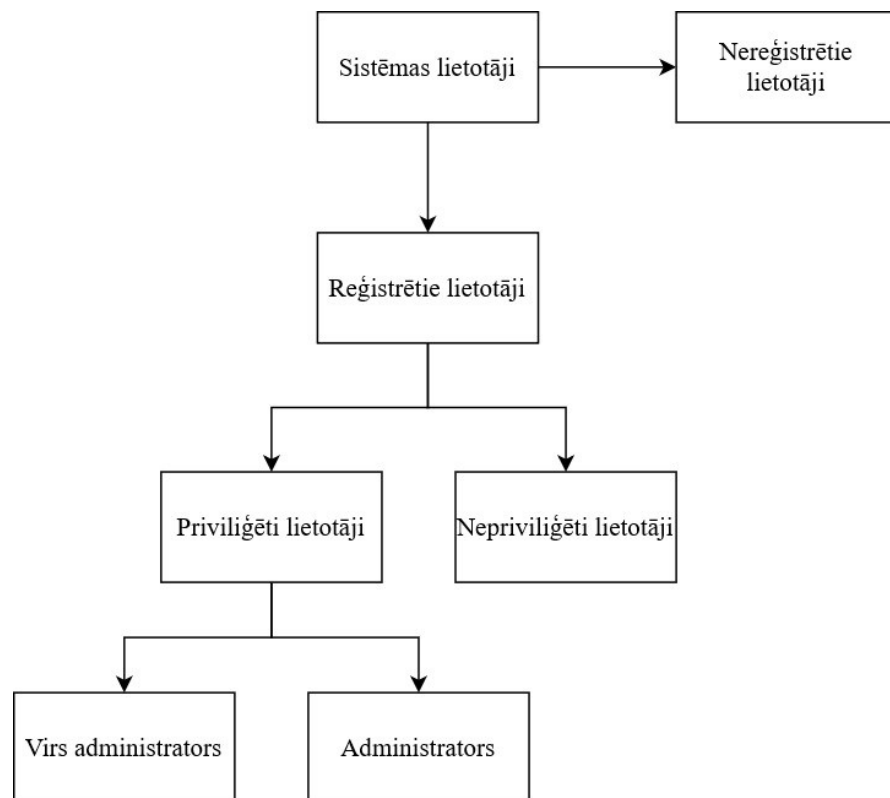 Sistēmas lietotāji
Nereģistrētie
lietotāji
Reģistrētie lietotāji
Priviliģēti lietotāji
Nepriviliģēti lietotāji
Virs administrators
Administrators